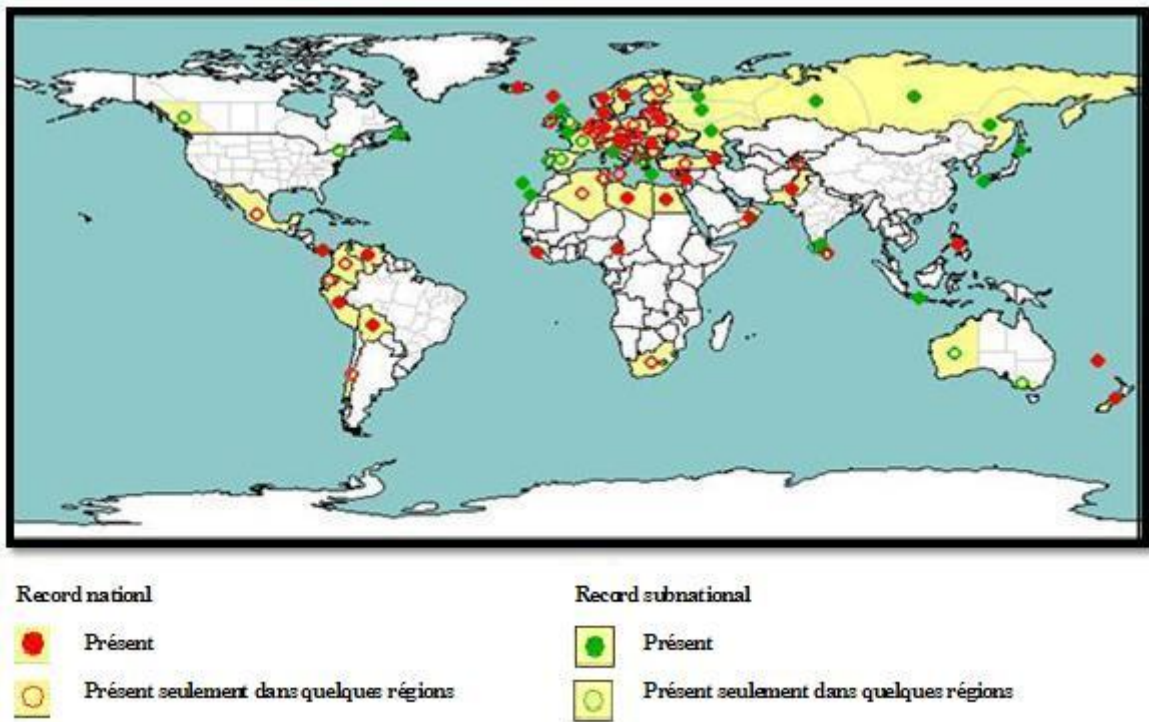 Record nationl
Record subnational
Présent
Présent
Présent seulement dans quelques régions
Présent seulement dans quelques régions